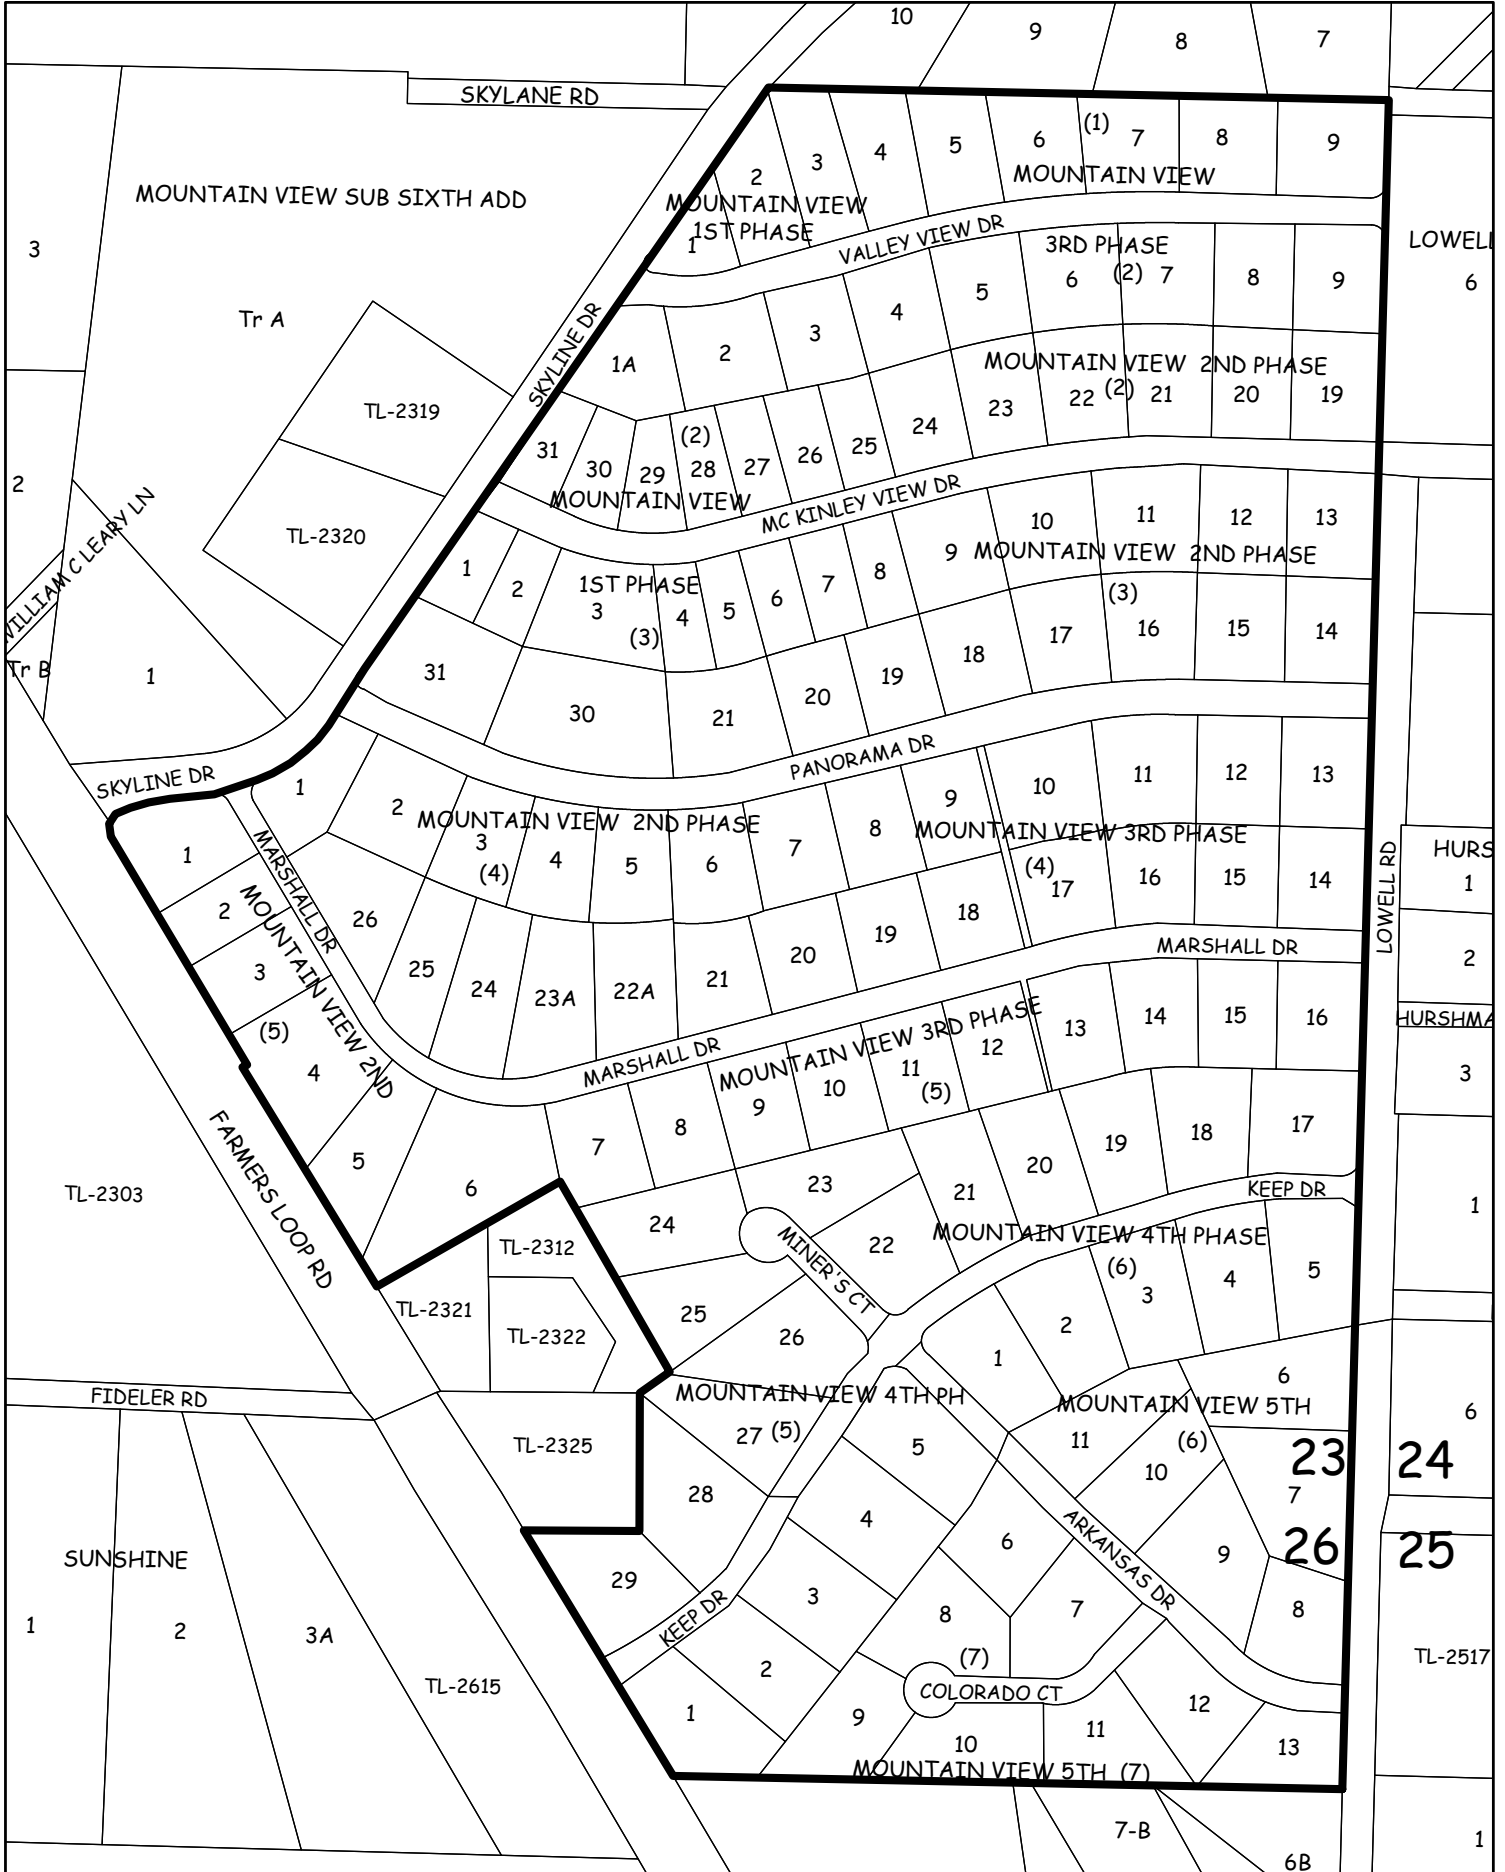 10
9
8
7
SKYLANE RD
(1)
2
3
4
5
6
7
8
9
MOUNTAIN VIEW SUB SIXTH ADD
MOUNTAIN VIEW
MOUNTAIN VIEW
1ST PHASE
1
VALLEY VIEW DR
3RD PHASE
LOWELL
3
6
(2)
7
8
9
6
5
4
3
2
1A
Tr A
SKYLINE DR
MOUNTAIN VIEW 2ND PHASE
TL-2319
31
30
29
(2)
28
27
26
25
24
23
22
(2)
21
20
19
MOUNTAIN VIEW
MC KINLEY VIEW DR
2
WILLIAM C LEARY LN
TL-2320
10
11
12
13
9
MOUNTAIN VIEW 2ND PHASE
1
2
1ST PHASE
3
(3)
4
5
6
7
8
(3)
Tr B
1
31
30
21
20
19
18
17
16
15
14
SKYLINE DR
PANORAMA DR
1
2
MOUNTAIN VIEW 2ND PHASE
3
(4)
4
5
6
7
8
9
10
11
12
13
MOUNTAIN VIEW 3RD PHASE
(4)
17
16
15
14
LOWELL RD
HURS
1
1
MARSHALL DR
2
MOUNTAIN VIEW 2ND
26
25
24
23A
22A
21
20
19
18
MARSHALL DR
2
3
(5)
4
5
6
MARSHALL DR
MOUNTAIN VIEW 3RD PHASE
7
8
9
10
11
(5)
12
13
14
15
16
HURSHMA
3
FARMERS LOOP RD
TL-2303
24
23
22
21
20
19
18
17
KEEP DR
1
MINER'S CT
MOUNTAIN VIEW 4TH PHASE
TL-2312
TL-2321
TL-2322
25
26
(6)
1
2
3
4
5
FIDELER RD
MOUNTAIN VIEW 4TH PH
27
(5)
MOUNTAIN VIEW 5TH
6
6
TL-2325
28
5
11
(6)
10
23
24
7
4
6
ARKANSAS DR
9
26
25
SUNSHINE
29
KEEP DR
3
8
7
8
1
2
3A
(7)
TL-2517
TL-2615
2
COLORADO CT
12
1
9
10
11
13
MOUNTAIN VIEW 5TH (7)
7-B
6B
1